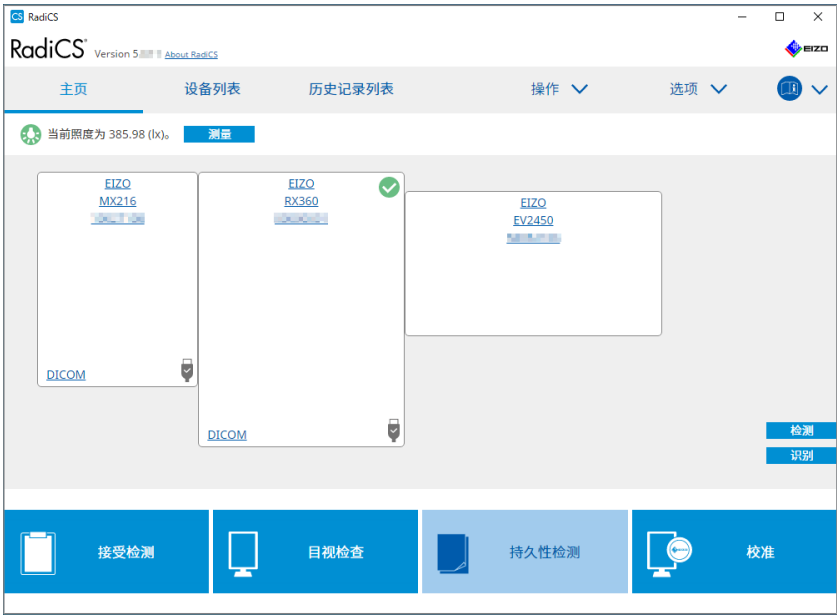 CS RadiCS
RadiCS® Version 5. About RadiCS
EIZO
主页 设备列表 历史记录列表 操作 选项
当前照度为 385.98 (lx)。 测量
EIZO
MX216
DICOM
EIZO
RX360
DICOM
EIZO
EV2450
检测
识别
接受检测 目视检查 持久性检测 校准